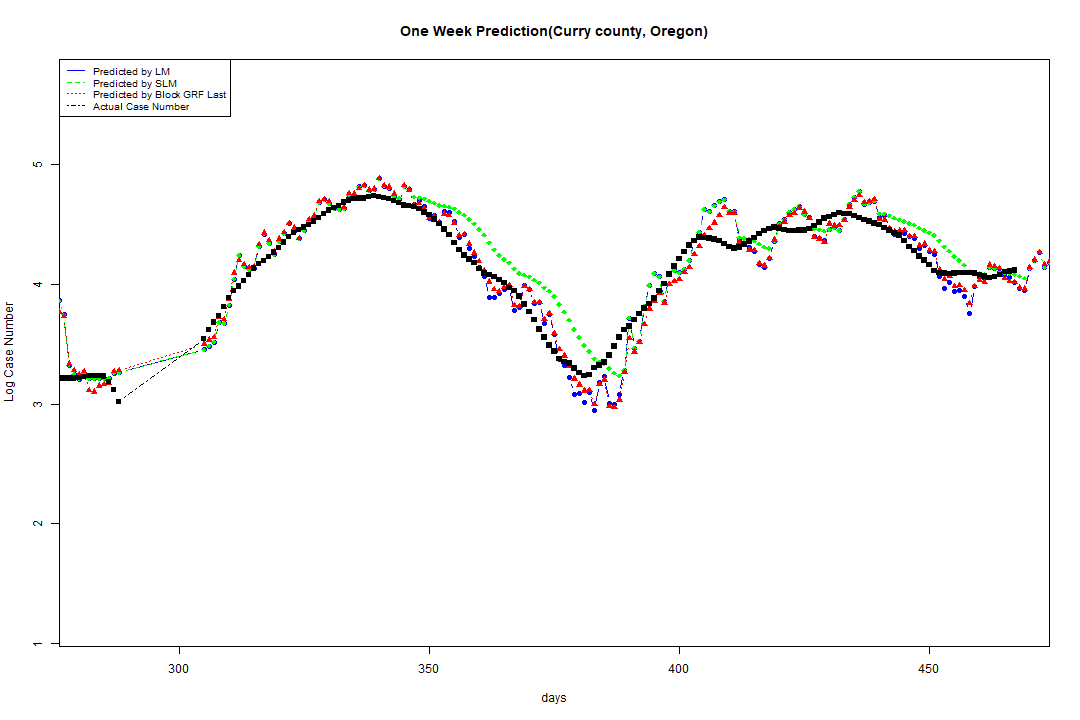 One Week Prediction(Curry county, Oregon)
Predicted by LM
Predicted by SLM
Predicted by Block GRF Last
Actual Case Number
5
4
3
2
1
Log Case Number
300 350 400 450
days